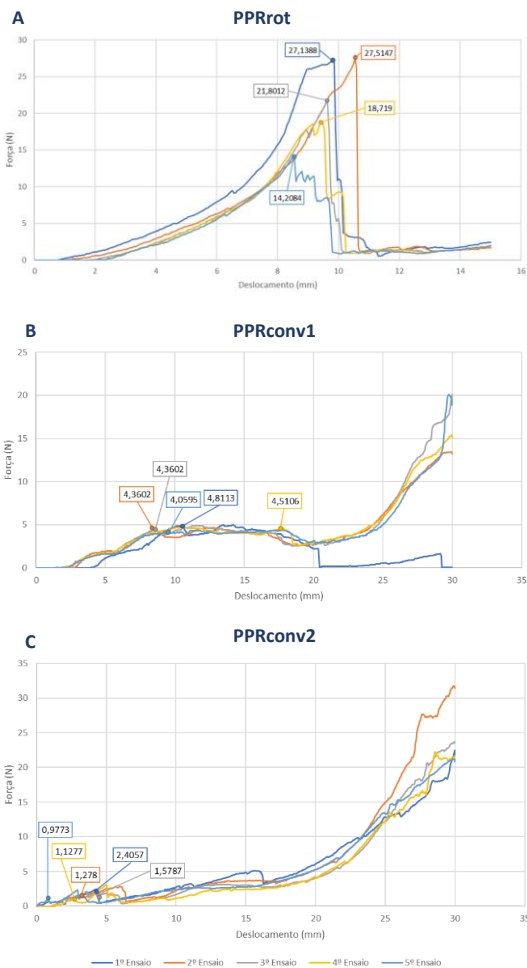 A
PPRrot
Força (N)
30
25
20
15
10
5
0
27,1388
27,5147
21,8012
18,719
14,2084
0 2 4 6 8 10 12 14 16
Deslocamento (mm)
B
PPRconv1
Força (N)
25
20
15
10
5
0
4,3602
4,3602
4,0595
4,8113
4,5106
0 5 10 15 20 25 30 35
Deslocamento (mm)
C
PPRconv2
Força (N)
35
30
25
20
15
10
5
0
0,9773
1,1277
1,278
2,4057
1,5787
0 5 10 15 20 25 30 35
Deslocamento (mm)
1º Ensaio 2º Ensaio 3º Ensaio 4º Ensaio 5º Ensaio